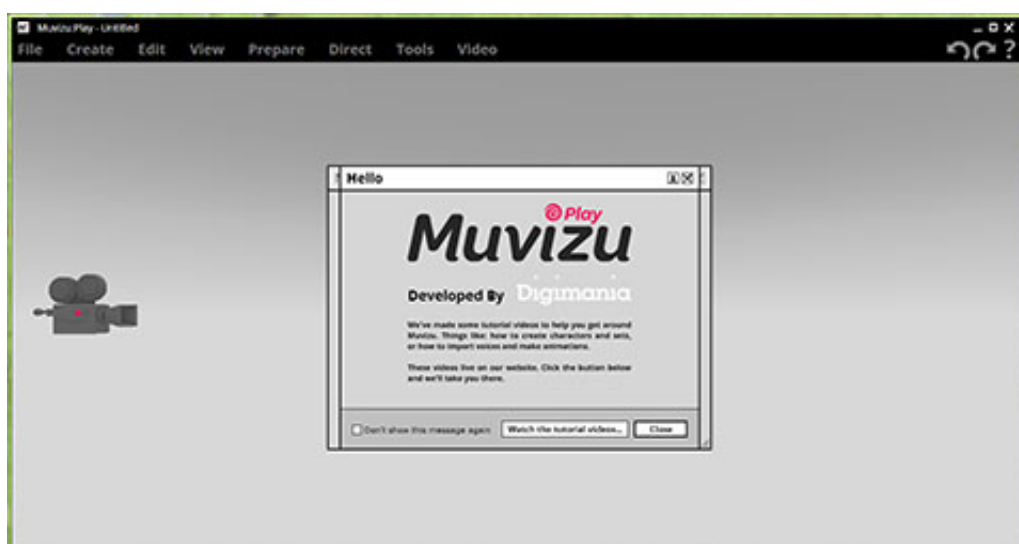 Muvizu:Play - Untitled
File Create Edit View Prepare Direct Tools Video
?
Hello
Play
Muvizu
Developed By Digimania
We've made some tutorial videos to help you get around
Muvizu. Things like: how to create characters and sets,
or how to import voices and make animations.
These videos live on our website. Click the button below
and we'll take you there.
Don't show this message again Watch the tutorial videos... Close